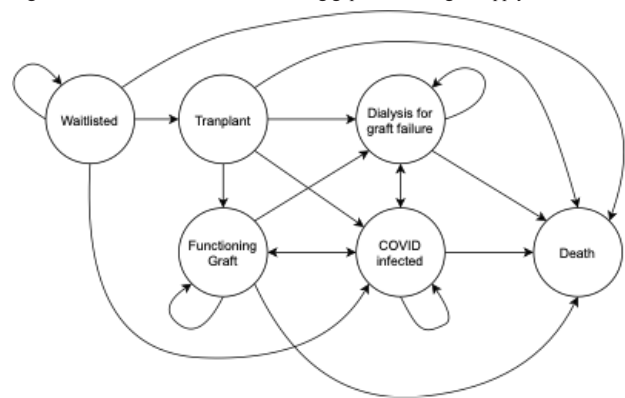 Waitlisted
Tranplant
Dialysis for
graft failure
Functioning
Graft
COVID
infected
Death